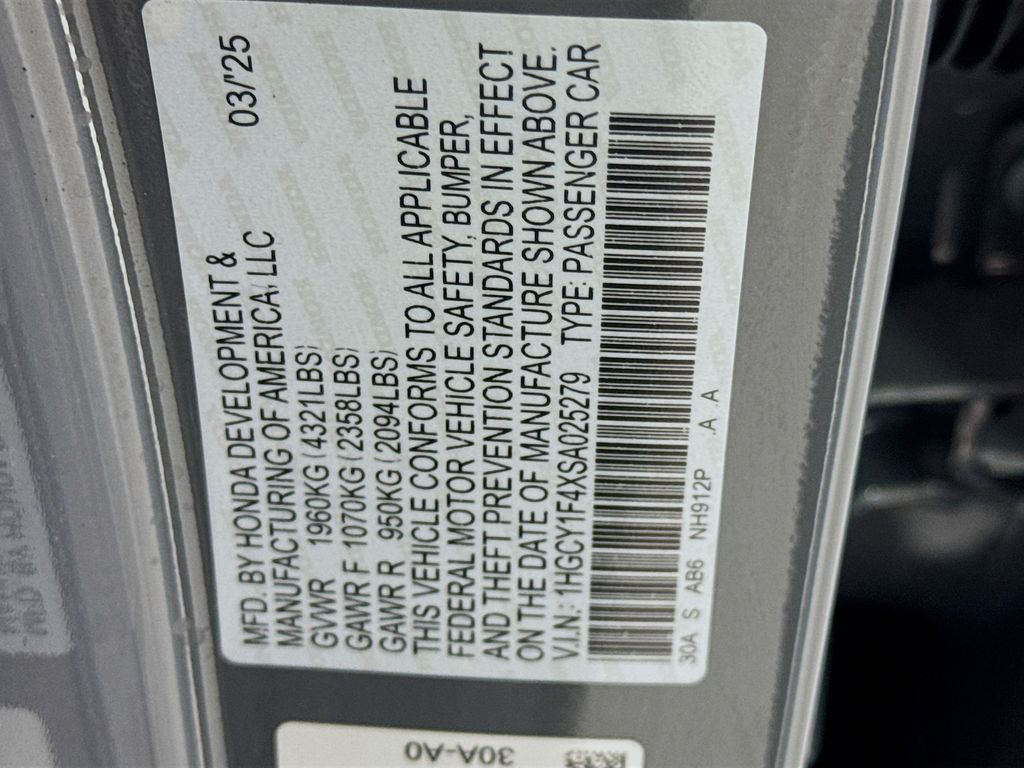 MFD. BY HONDA DEVELOPMENT & 03/'25
MANUFACTURING OF AMERICA, LLC
GVWR 1960KG (4321LBS)
GAWR F 1070KG (2358LBS)
GAWR R 950KG (2094LBS)
THIS VEHICLE CONFORMS TO ALL APPLICABLE
FEDERAL MOTOR VEHICLE SAFETY, BUMPER,
AND THEFT PREVENTION STANDARDS IN EFFECT
ON THE DATE OF MANUFACTURE SHOWN ABOVE.
V.I.N.: 1HGCY1F4XSA025279 TYPE: PASSENGER CAR
30A S AB6 NH912P .A .A
30A-A0